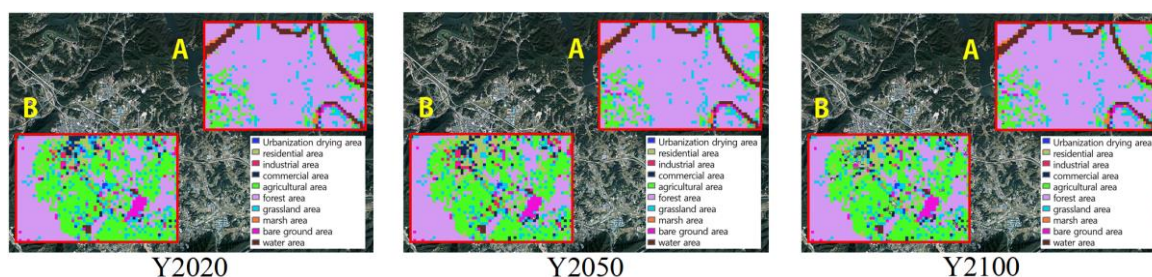 A
B
Urbanization drying area
residential area
industrial area
commercial area
agricultural area
forest area
grassland area
marsh area
bare ground area
water area
Y2020
A
B
Urbanization drying area
residential area
industrial area
commercial area
agricultural area
forest area
grassland area
marsh area
bare ground area
water area
Y2050
A
B
Urbanization drying area
residential area
industrial area
commercial area
agricultural area
forest area
grassland area
marsh area
bare ground area
water area
Y2100